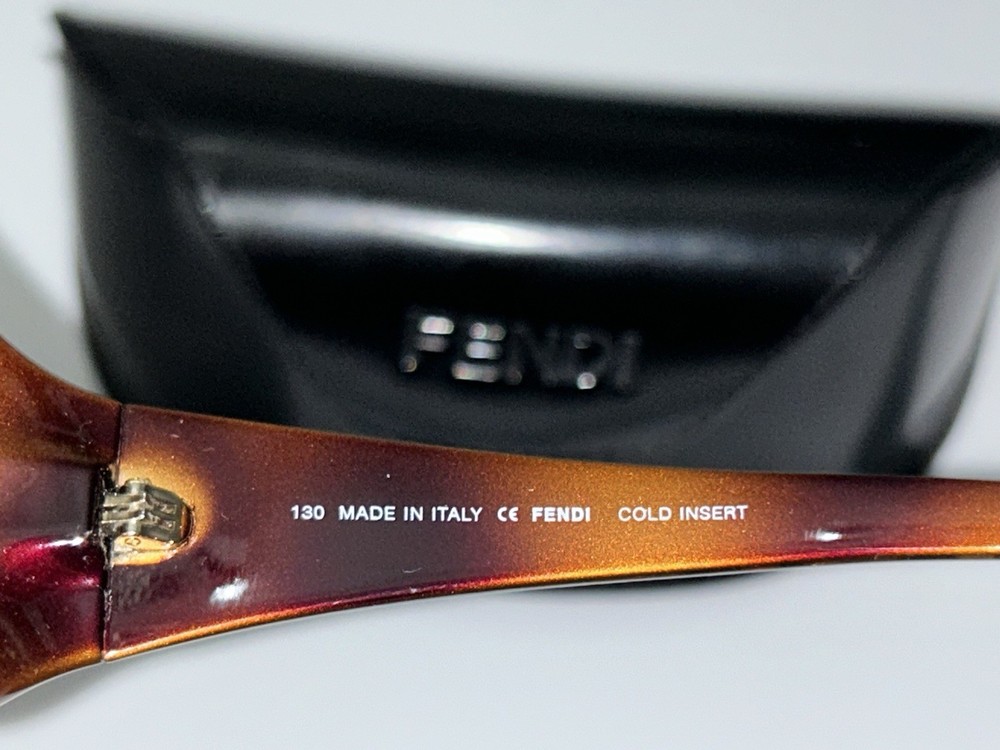 FENDI
130 MADE IN ITALY CE FENDI COLD INSERT